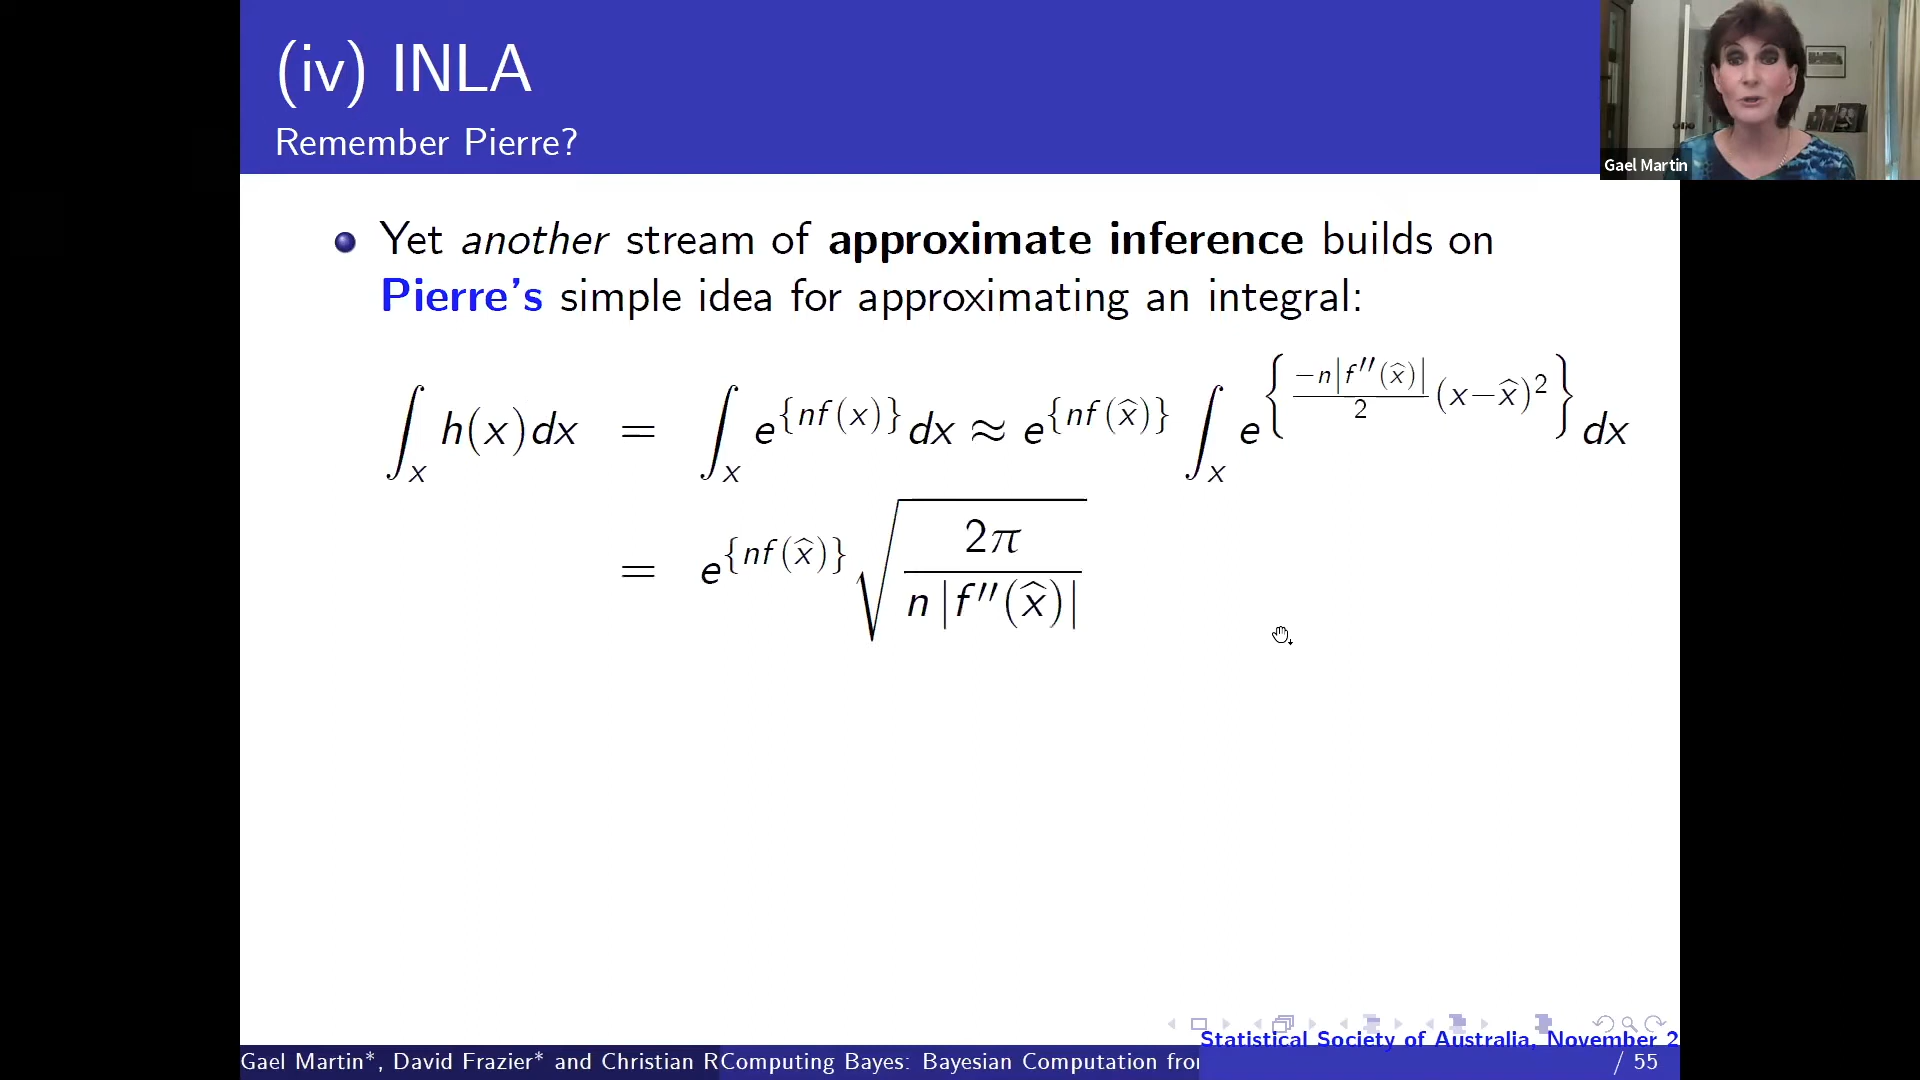 (iv) INLA
Remember Pierre?
Gael Martin
Yet another stream of approximate inference builds on
Pierre's simple idea for approximating an integral:
∫_x h(x)dx = ∫_x e^{nf(x)} dx ≈ e^{nf(x̂)} ∫_x e^{ −n|f″(x̂)|/2 (x−x̂)² } dx
= e^{nf(x̂)} √( 2π / n|f″(x̂)| )
Statistical Society of Australia, November 2
Gael Martin*, David Frazier* and Christian R Computing Bayes: Bayesian Computation from / 55